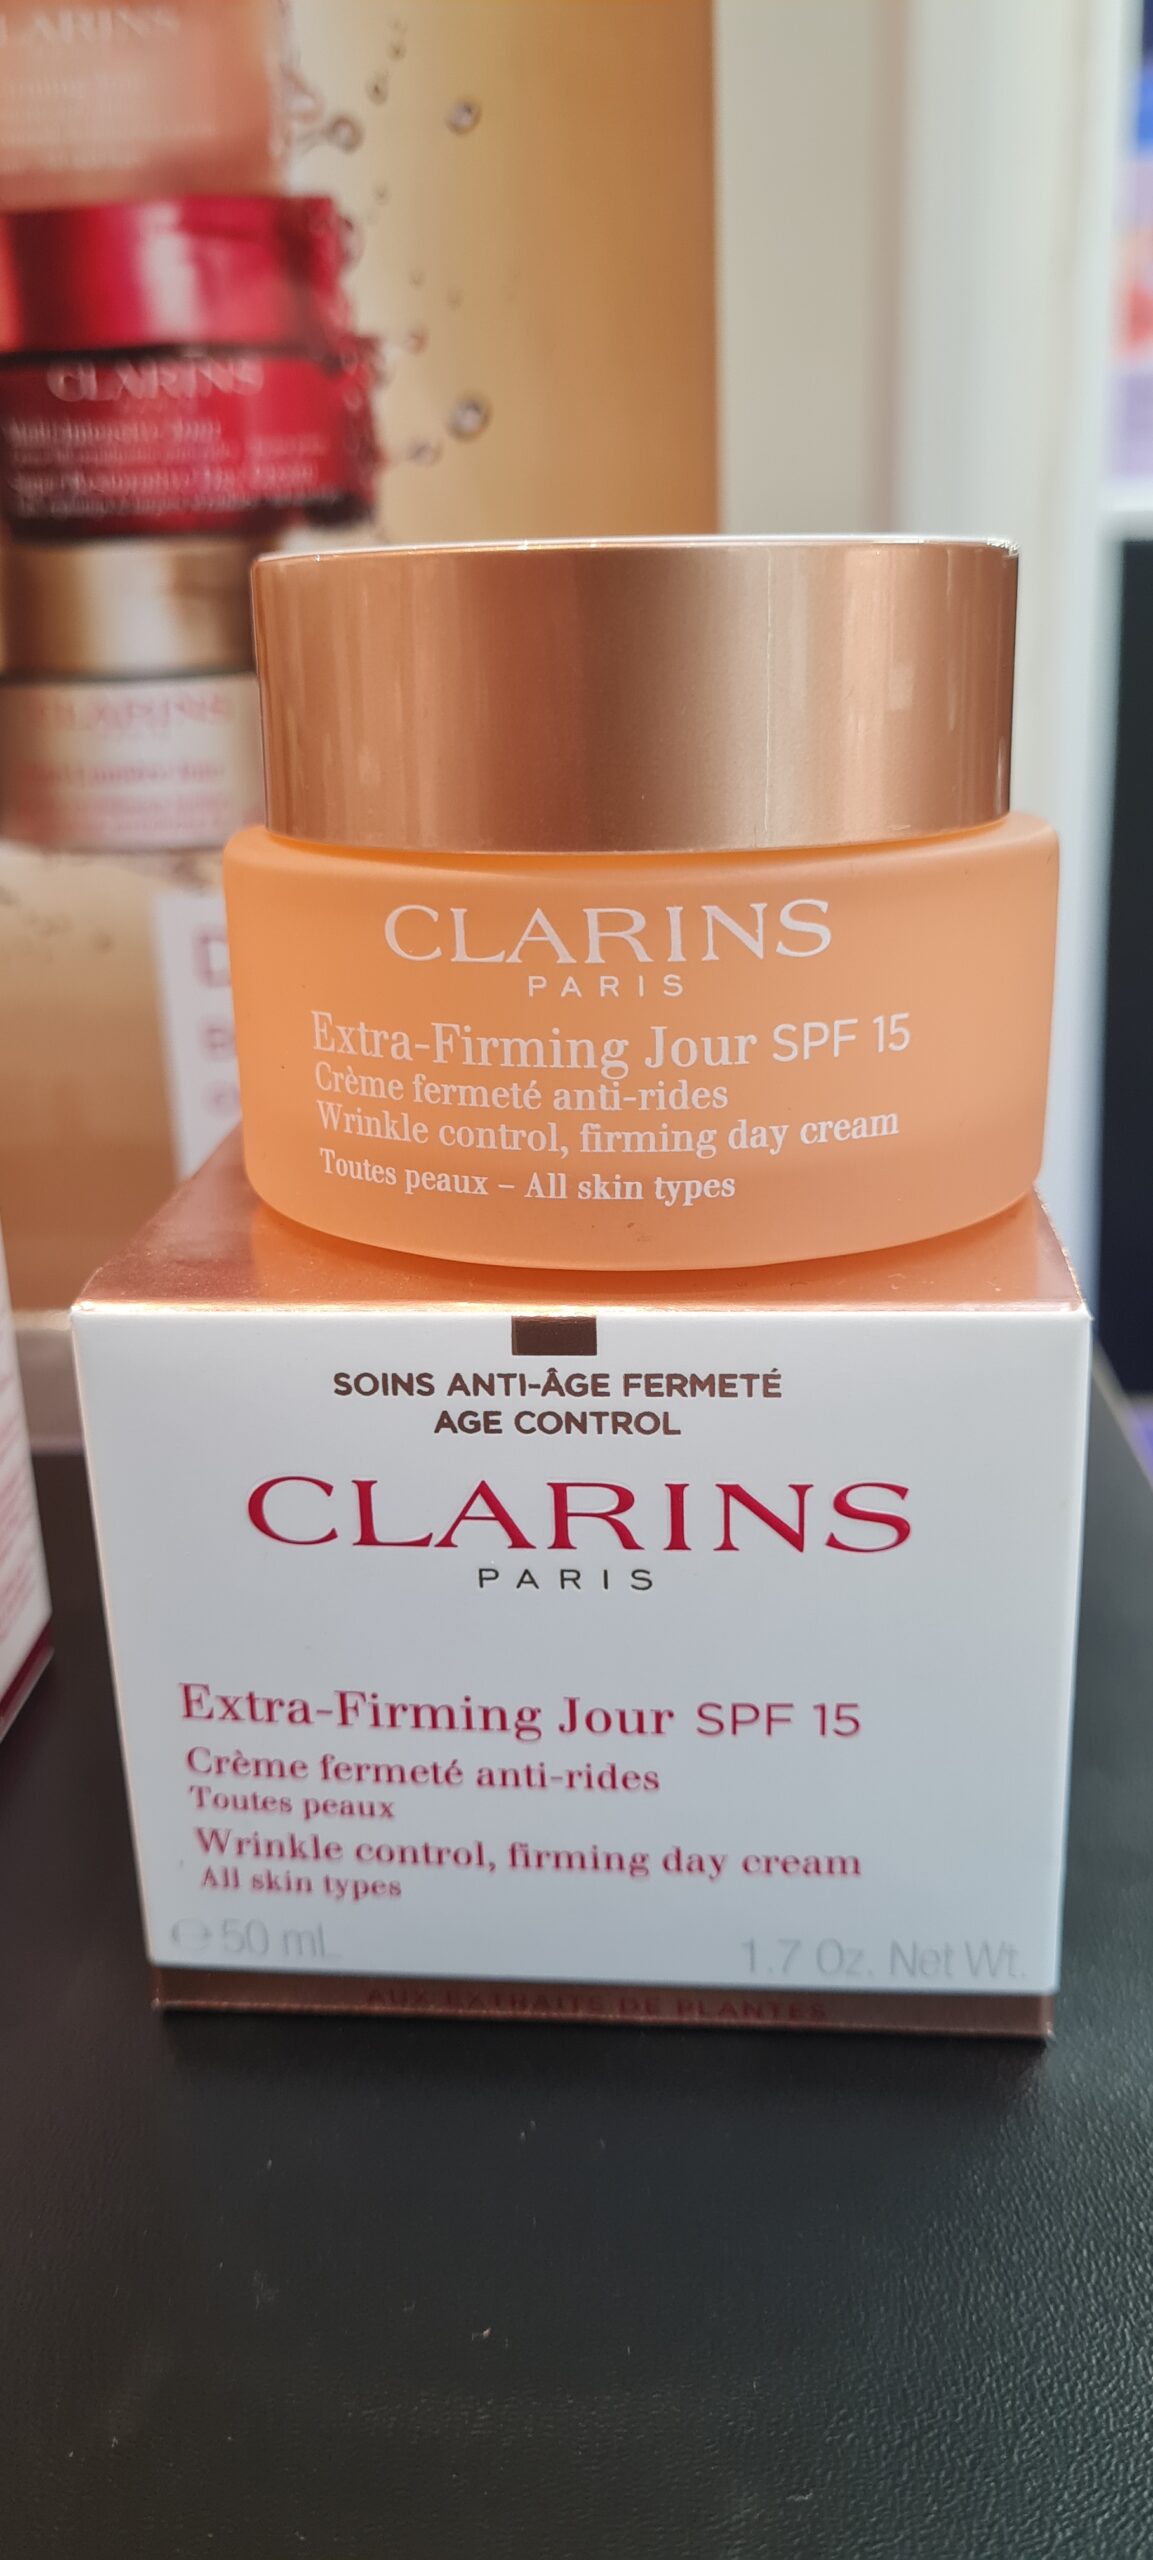 CLARINS
CLARINS
CLARINS
CLARINS
PARIS
Extra-Firming Jour SPF 15
Crème fermeté anti-rides
Wrinkle control, firming day cream
Toutes peaux – All skin types
SOINS ANTI-ÂGE FERMETÉ
AGE CONTROL
CLARINS
PARIS
Extra-Firming Jour SPF 15
Crème fermeté anti-rides
Toutes peaux
Wrinkle control, firming day cream
All skin types
℮ 50 mL
1.7 Oz. Net Wt.
AUX EXTRAITS DE PLANTES